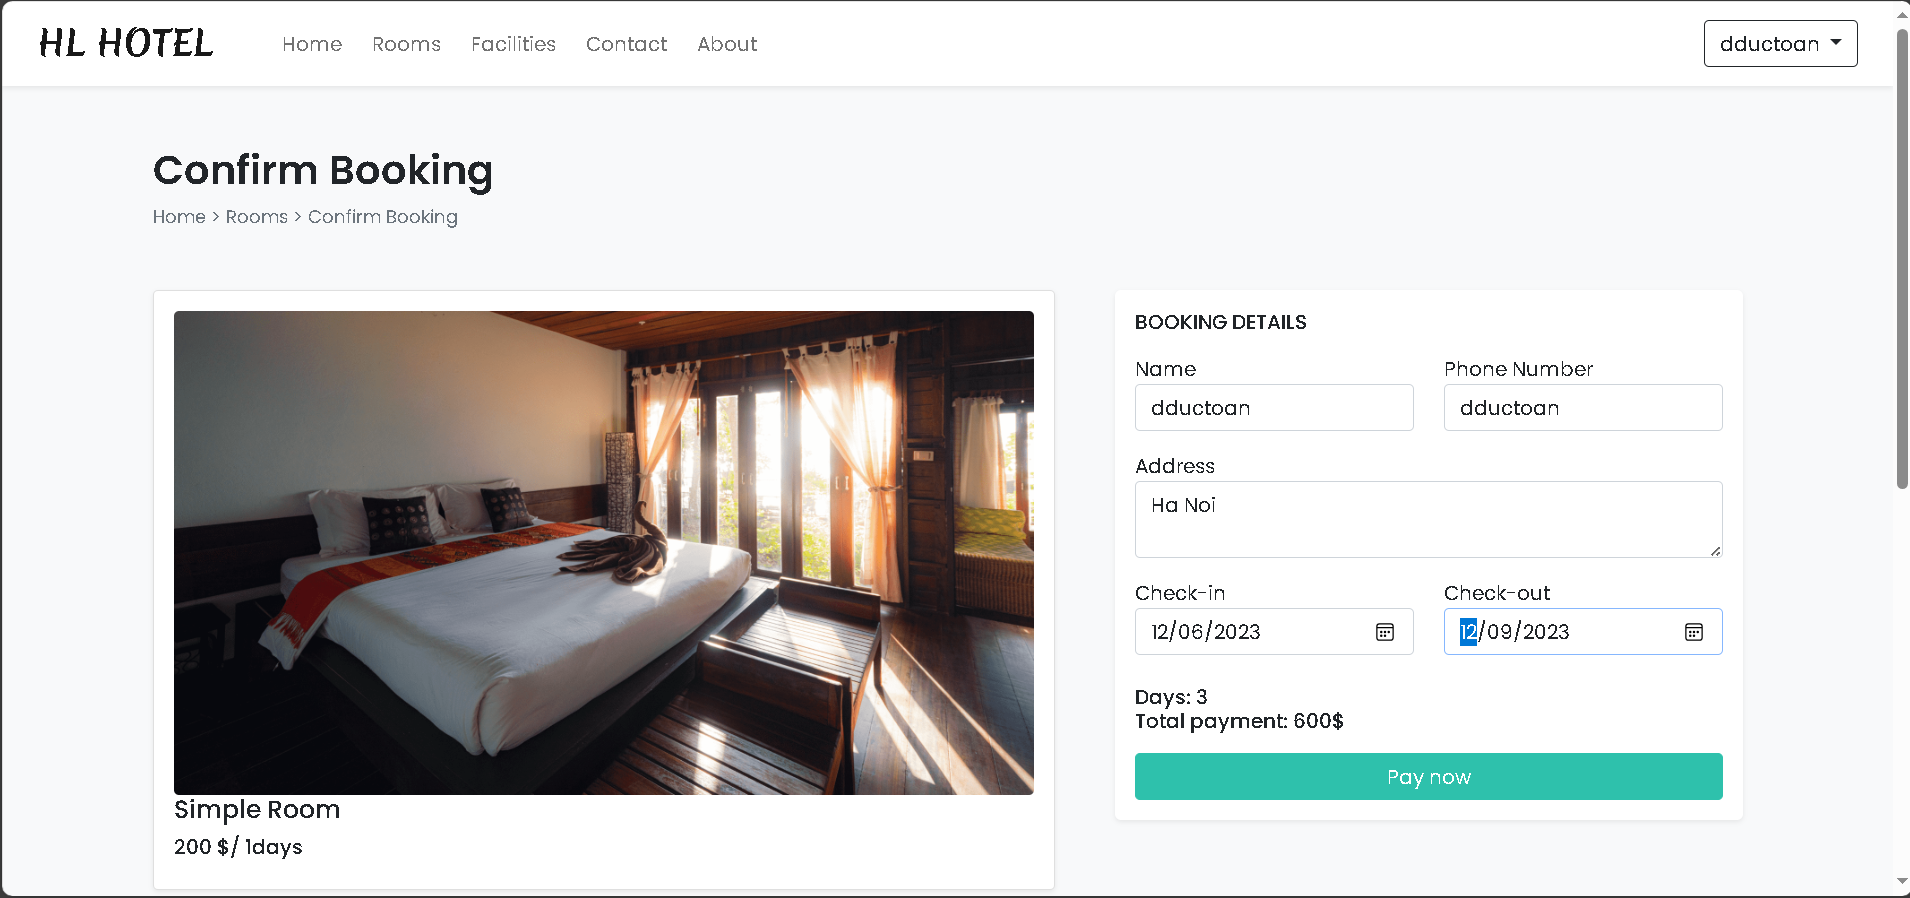 HL HOTEL
Home Rooms Facilities Contact About
dductoan
Confirm Booking
Home > Rooms > Confirm Booking
Simple Room
200 $/ 1days
BOOKING DETAILS
Name Phone Number
dductoan dductoan
Address
Ha Noi
Check-in Check-out
12/06/2023 12/09/2023
Days: 3
Total payment: 600$
Pay now